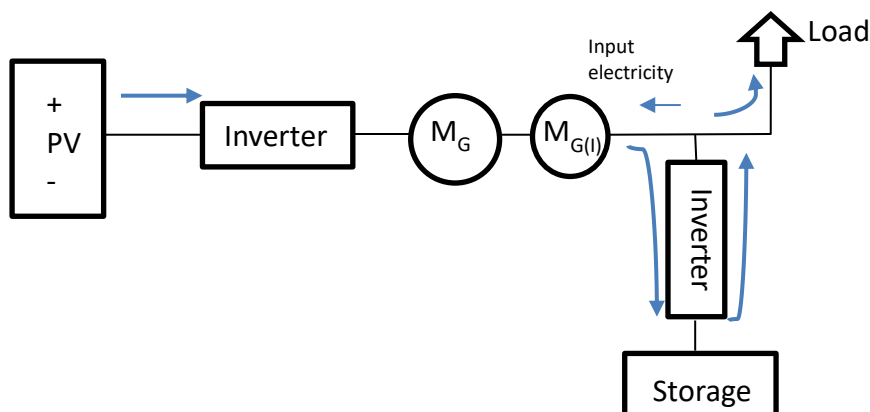 Load
Input
electricity
+
PV
-
Inverter
M_G
M_G(I)
Inverter
Storage